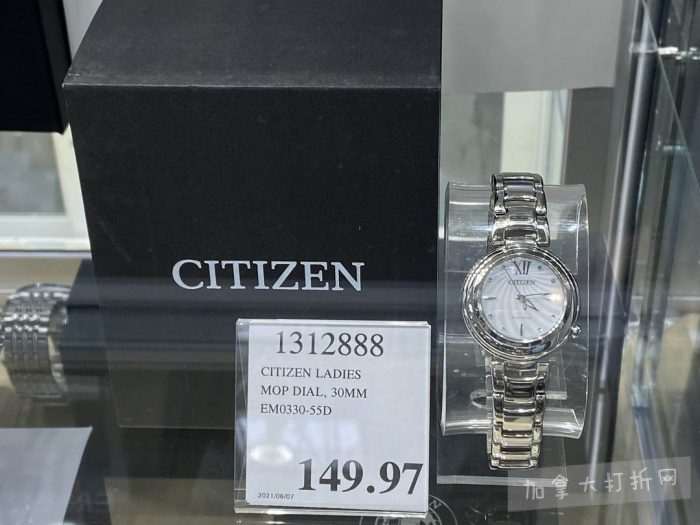 CITIZEN
XII
CITIZEN
1312888
CITIZEN LADIES
MOP DIAL, 30MM
EM0330-55D
149.97
2021/06/07
加拿大打折网